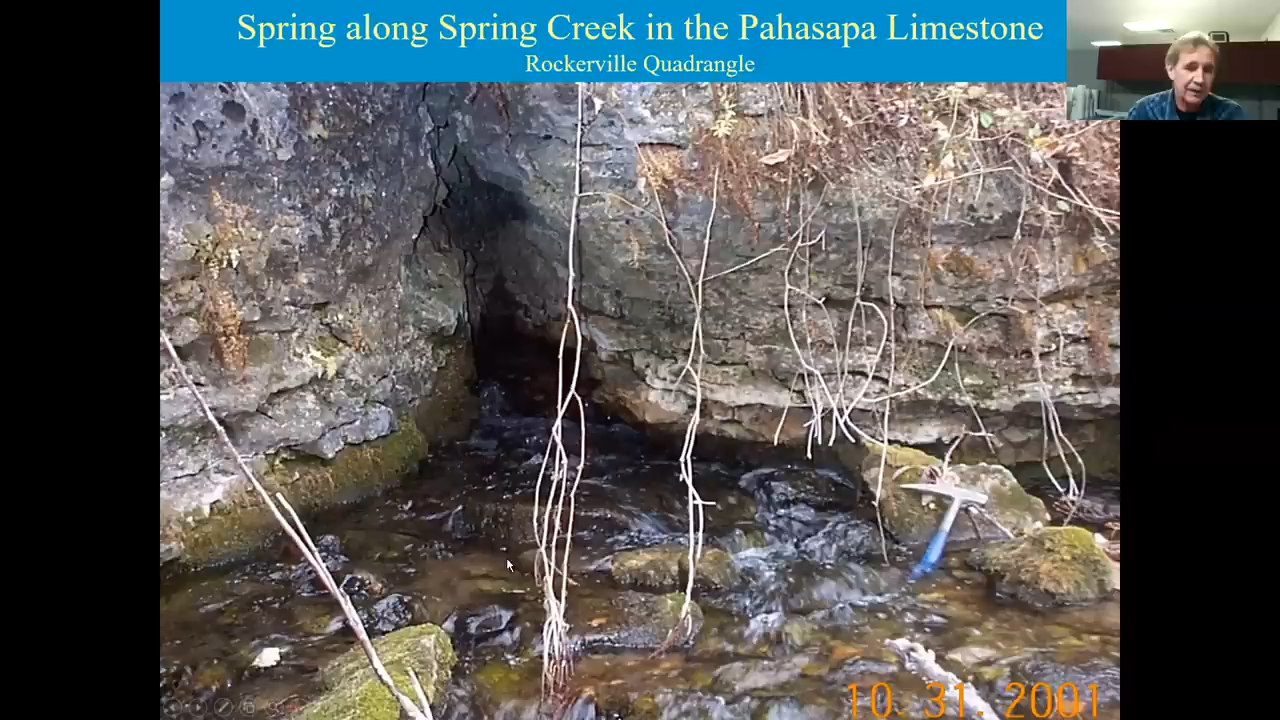 Spring along Spring Creek in the Pahasapa Limestone
Rockerville Quadrangle
10. 31. 2001